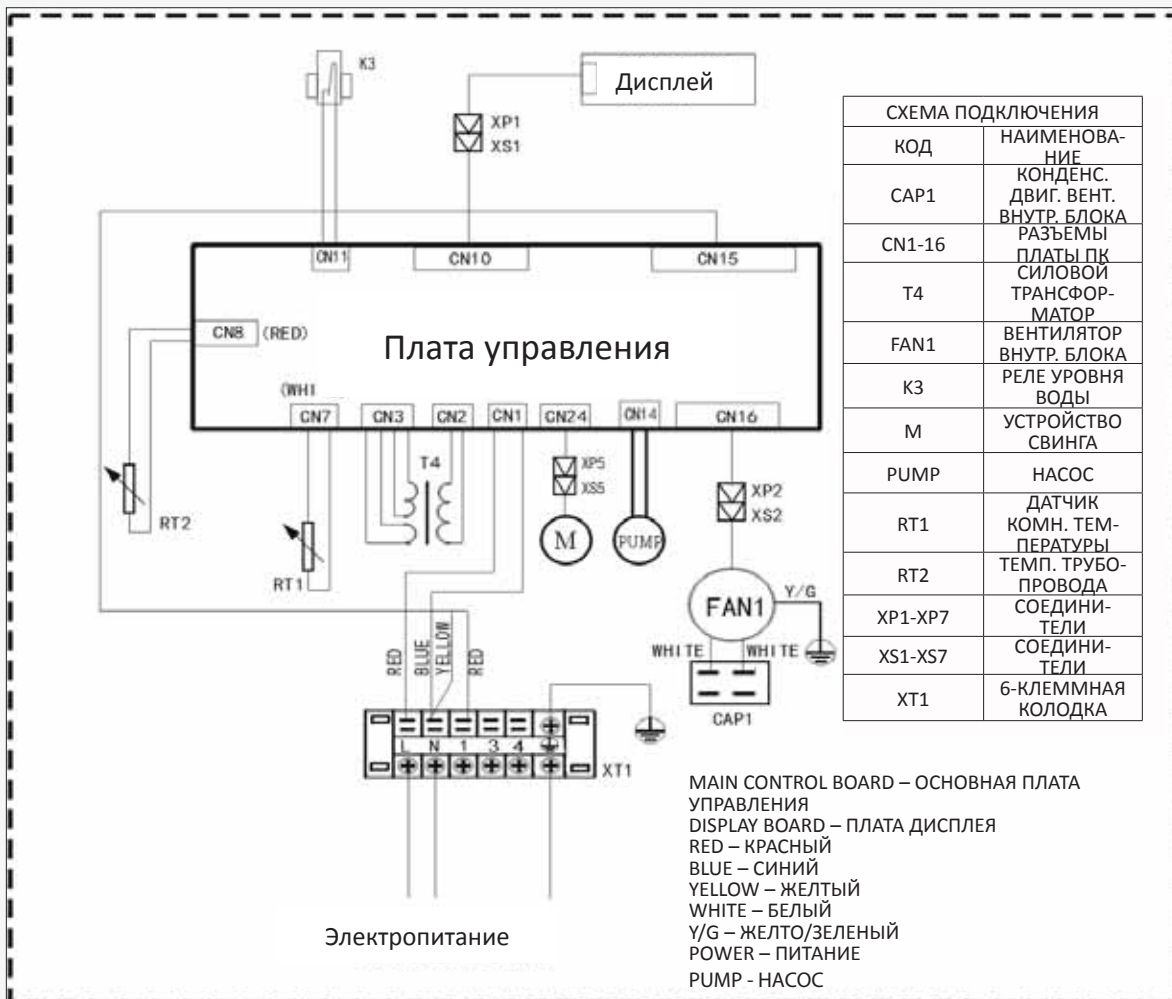 K3
Дисплей
XP1
XS1
CN11
CN10
CN15
CN8
(RED)
Плата управления
(WHI
CN7
CN3
CN2
CN1
CN24
CN14
CN16
T4
XP5
XS5
XP2
XS2
RT2
RT1
M
PUMP
FAN1
Y/G
WHITE
WHITE
CAP1
RED
BLUE
YELLOW
RED
L N 1 3 4
XT1
Электропитание
СХЕМА ПОДКЛЮЧЕНИЯ
КОД
НАИМЕНОВА-
НИЕ
CAP1
КОНДЕНС.
ДВИГ. ВЕНТ.
ВНУТР. БЛОКА
CN1-16
РАЗЪЕМЫ
ПЛАТЫ ПК
T4
СИЛОВОЙ
ТРАНСФОР-
МАТОР
FAN1
ВЕНТИЛЯТОР
ВНУТР. БЛОКА
K3
РЕЛЕ УРОВНЯ
ВОДЫ
M
УСТРОЙСТВО
СВИНГА
PUMP
НАСОС
RT1
ДАТЧИК
КОМН. ТЕМ-
ПЕРАТУРЫ
RT2
ТЕМП. ТРУБО-
ПРОВОДА
XP1-XP7
СОЕДИНИ-
ТЕЛИ
XS1-XS7
СОЕДИНИ-
ТЕЛИ
XT1
6-КЛЕММНАЯ
КОЛОДКА
MAIN CONTROL BOARD – ОСНОВНАЯ ПЛАТА
УПРАВЛЕНИЯ
DISPLAY BOARD – ПЛАТА ДИСПЛЕЯ
RED – КРАСНЫЙ
BLUE – СИНИЙ
YELLOW – ЖЕЛТЫЙ
WHITE – БЕЛЫЙ
Y/G – ЖЕЛТО/ЗЕЛЕНЫЙ
POWER – ПИТАНИЕ
PUMP - НАСОС